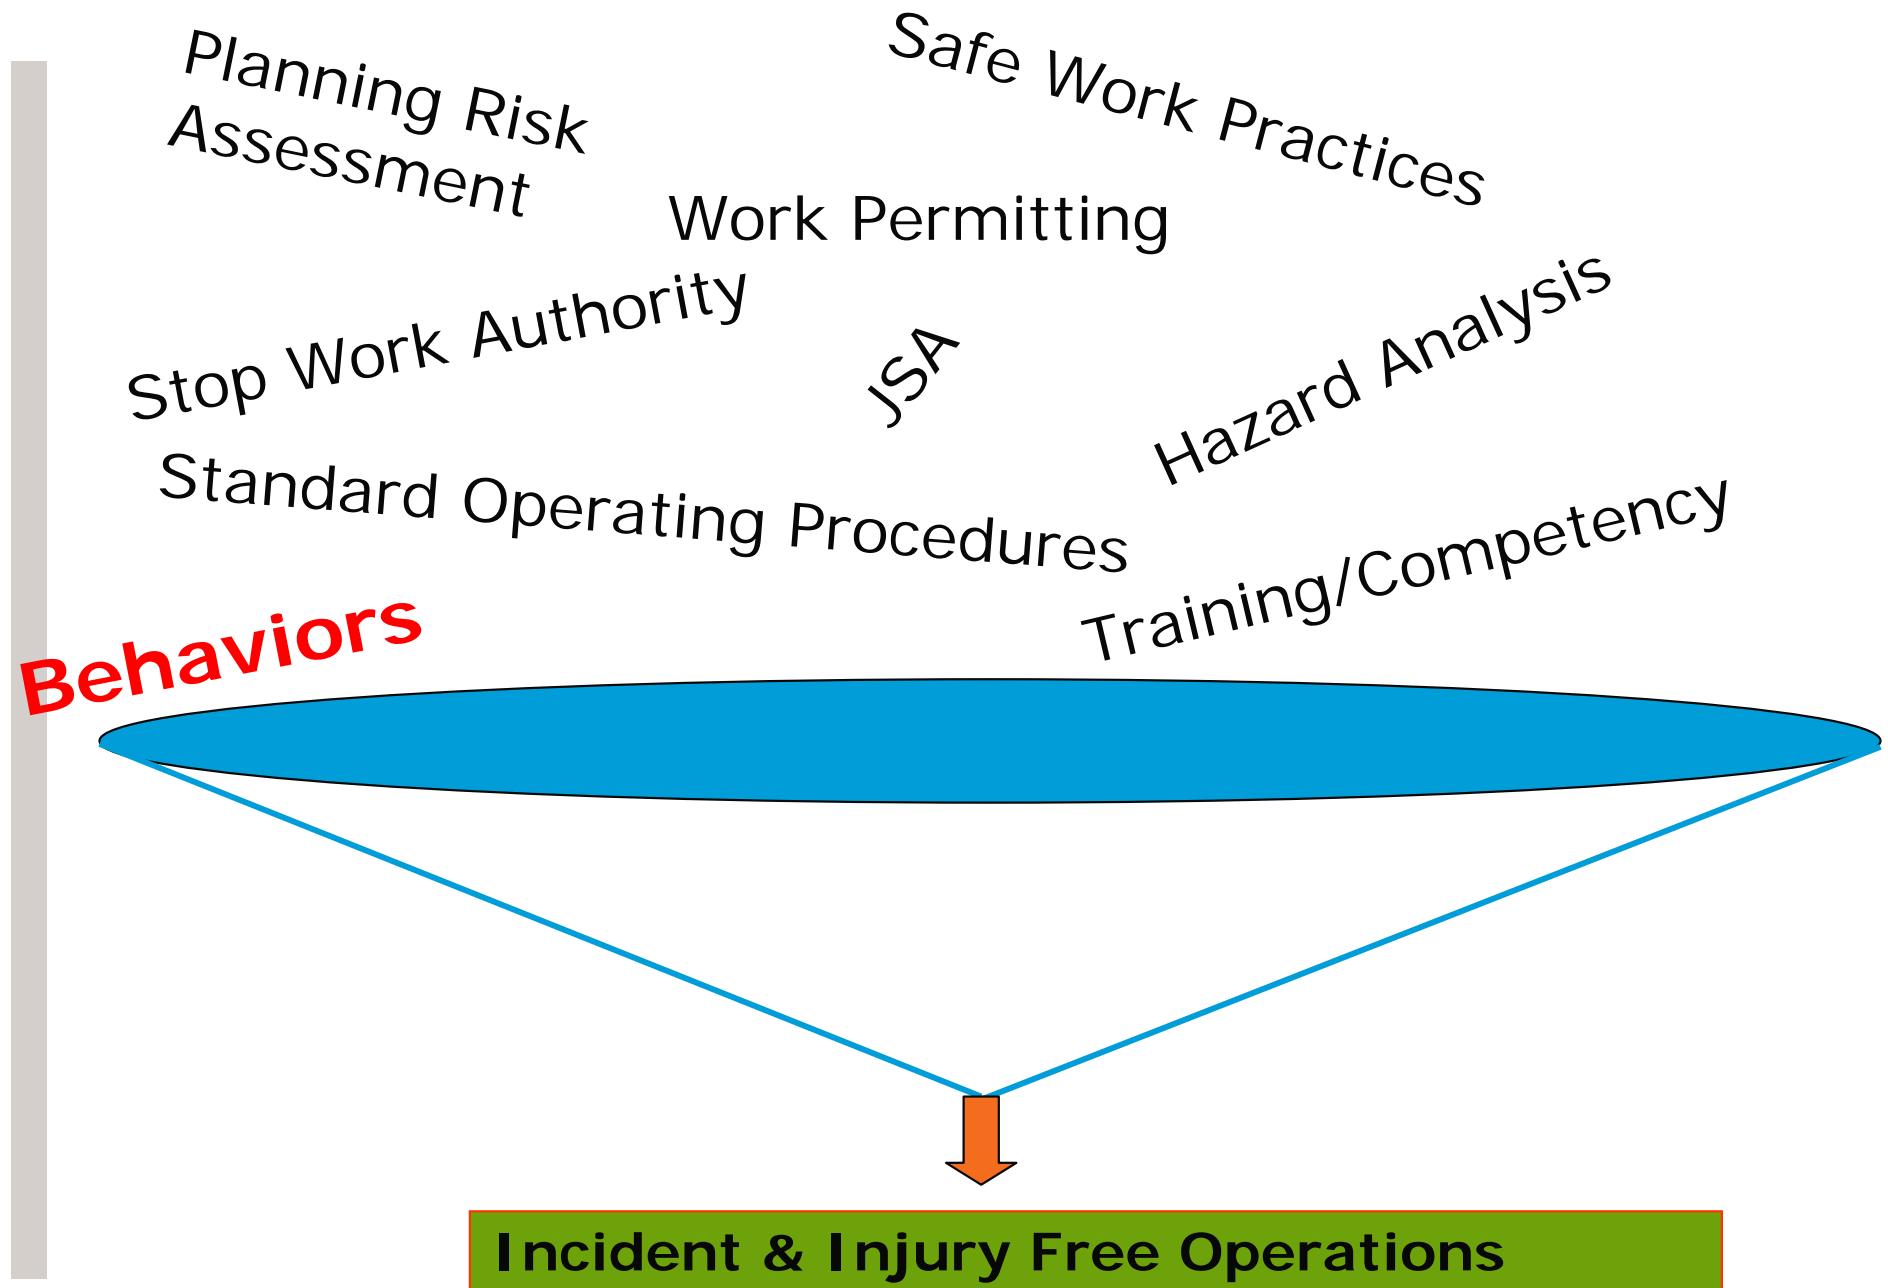 Planning Risk
Assessment
Safe Work Practices
Work Permitting
Stop Work Authority
JSA
Hazard Analysis
Standard Operating Procedures
Training/Competency
Behaviors
Incident & Injury Free Operations